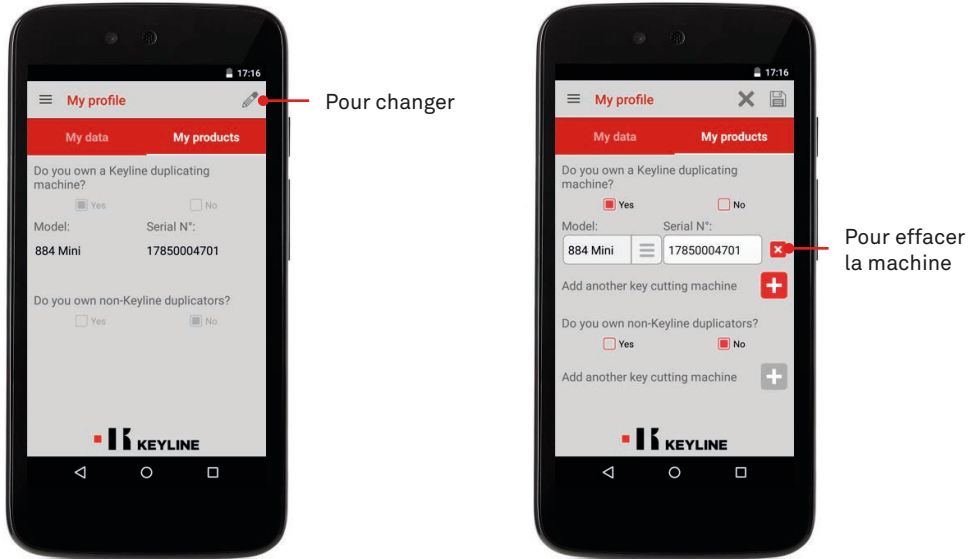 17:16
My profile
My data
My products
Do you own a Keyline duplicating
machine?
Yes
No
Model:
Serial N°:
884 Mini
17850004701
Do you own non-Keyline duplicators?
Yes
No
KEYLINE
Pour changer
17:16
My profile
My data
My products
Do you own a Keyline duplicating
machine?
Yes
No
Model:
Serial N°:
884 Mini
17850004701
Add another key cutting machine
Do you own non-Keyline duplicators?
Yes
No
Add another key cutting machine
KEYLINE
Pour effacer
la machine